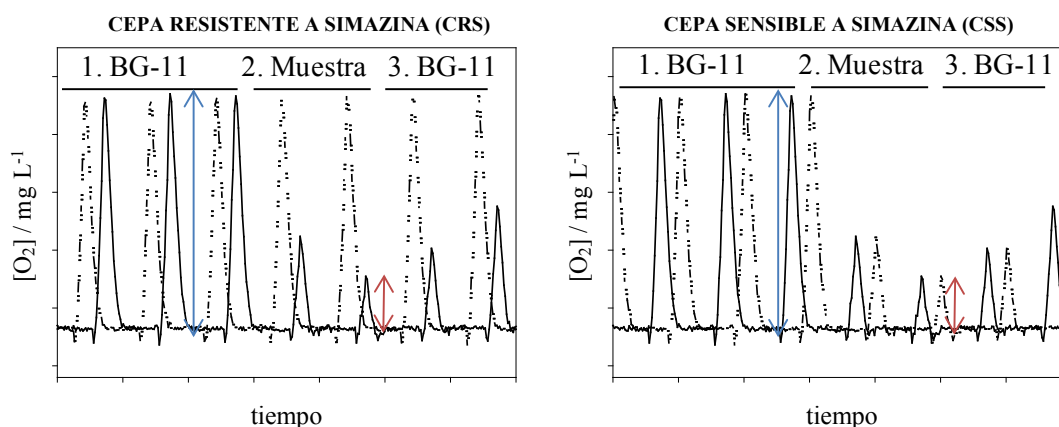 CEPA RESISTENTE A SIMAZINA (CRS)
1. BG-11 2. Muestra 3. BG-11
[O₂] / mg L⁻¹
tiempo
CEPA SENSIBLE A SIMAZINA (CSS)
1. BG-11 2. Muestra 3. BG-11
[O₂] / mg L⁻¹
tiempo